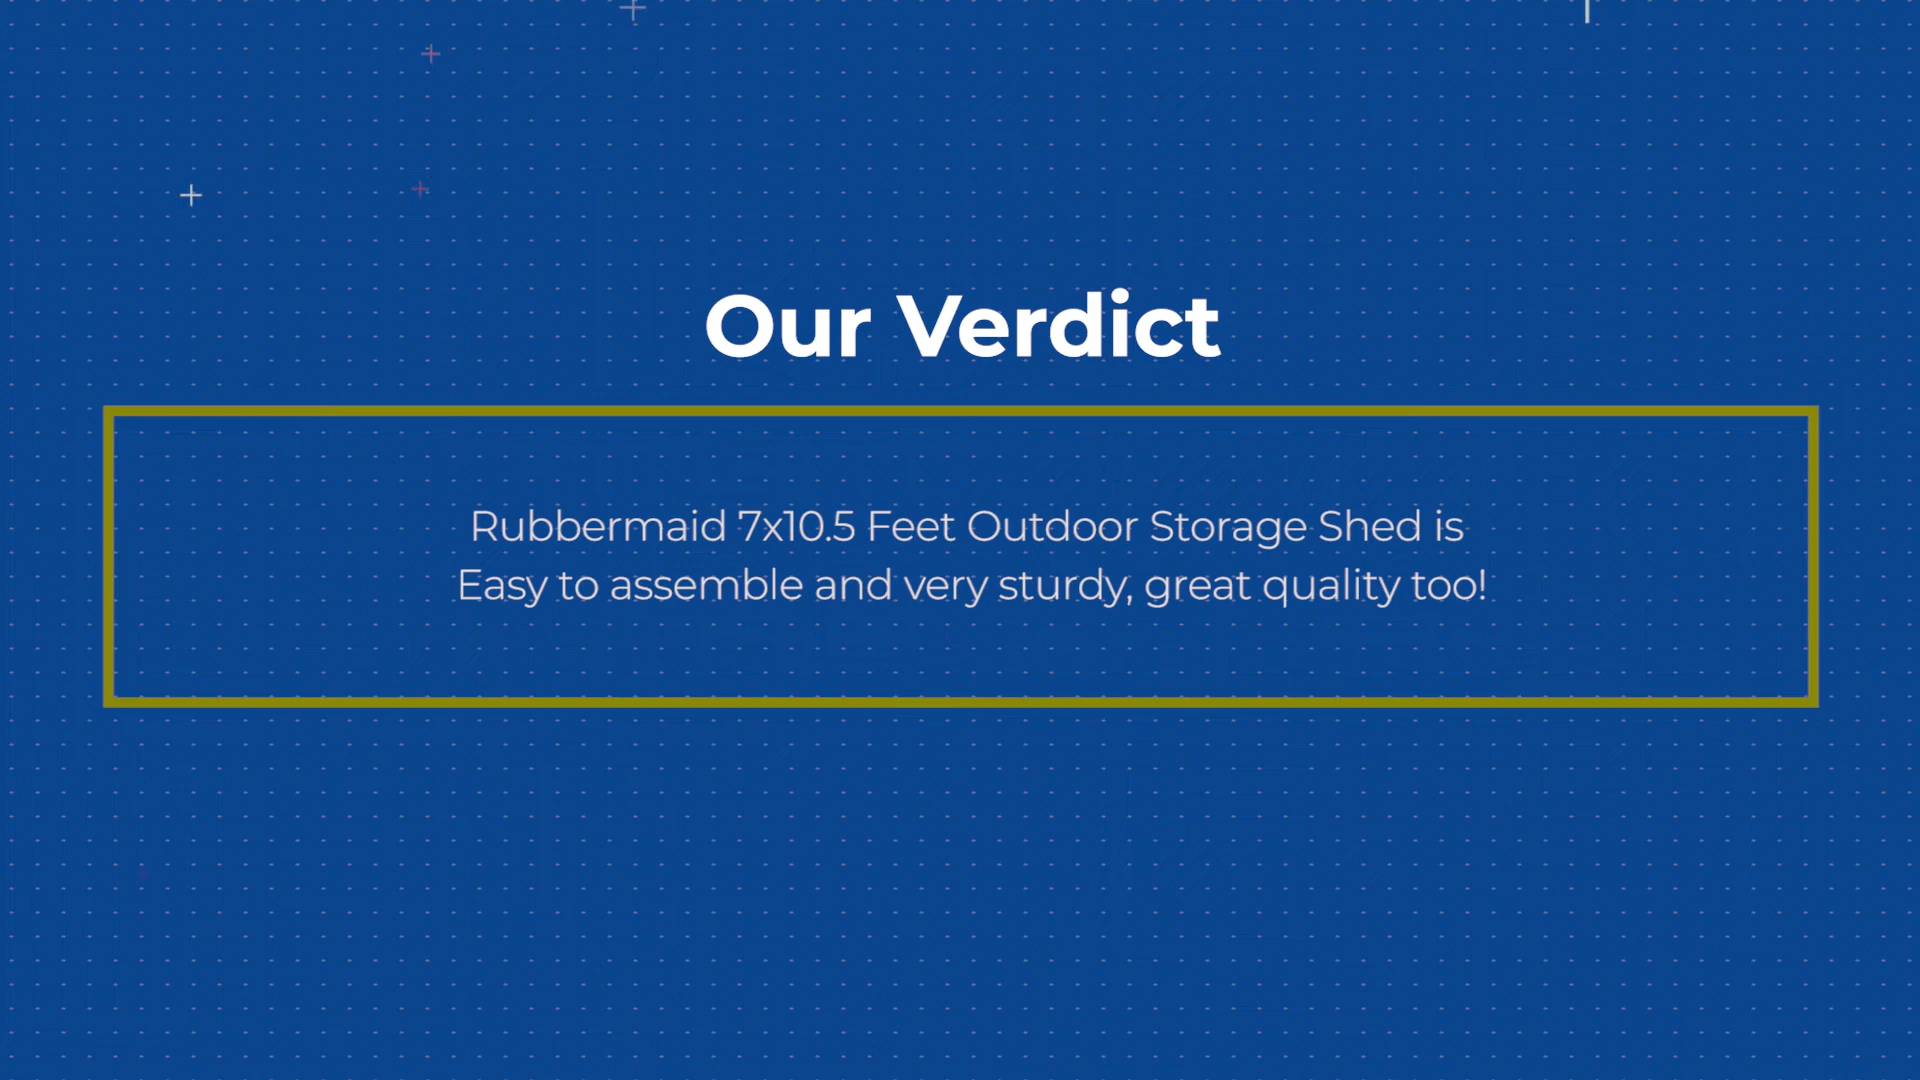 Our Verdict
Rubbermaid 7x10.5 Feet Outdoor Storage Shed is
Easy to assemble and very sturdy, great quality too!